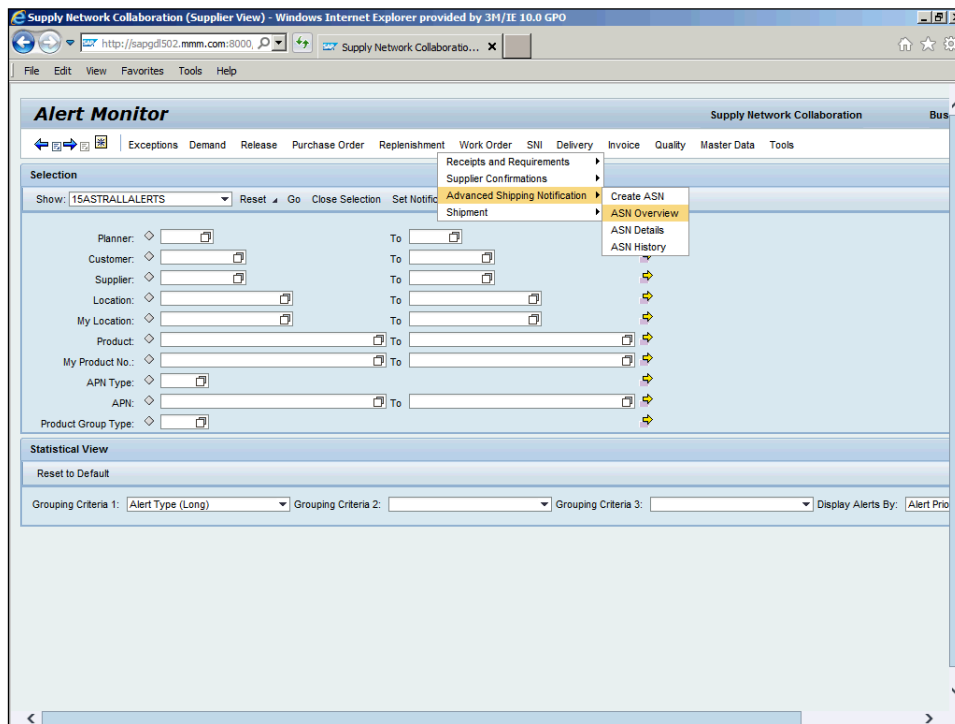 Supply Network Collaboration (Supplier View) - Windows Internet Explorer provided by 3M/IE 10.0 GPO
http://sapgdl502.mmm.com:8000, Supply Network Collaboratio...
File Edit View Favorites Tools Help
Alert Monitor Supply Network Collaboration Bus
Exceptions Demand Release Purchase Order Replenishment Work Order SNI Delivery Invoice Quality Master Data Tools
Receipts and Requirements
Selection
Supplier Confirmations
Show: 15ASTRALLALERTS Reset Go Close Selection Set Notific Advanced Shipping Notification Create ASN
Shipment ASN Overview
ASN Details
ASN History
Planner: To
Customer: To
Supplier: To
Location: To
My Location: To
Product: To
My Product No.: To
APN Type:
APN: To
Product Group Type:
Statistical View
Reset to Default
Grouping Criteria 1: Alert Type (Long) Grouping Criteria 2: Grouping Criteria 3: Display Alerts By: Alert Prio